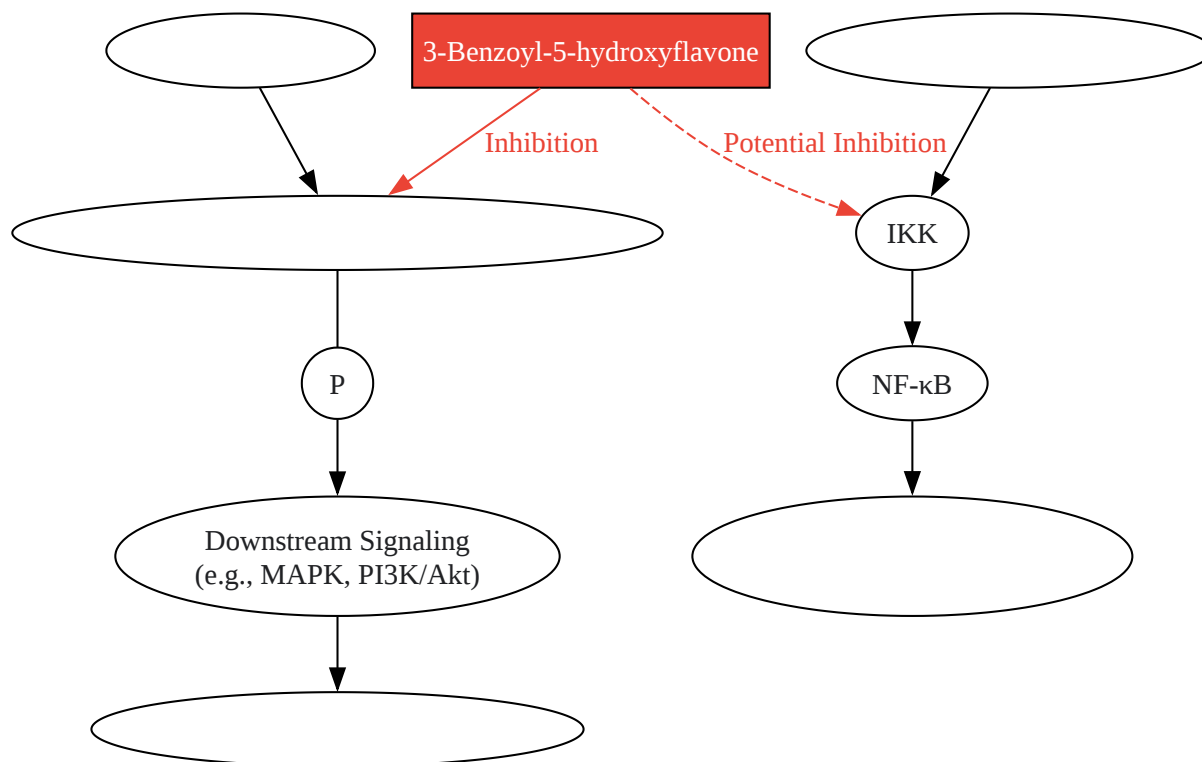 3-Benzoyl-5-hydroxyflavone
Inhibition
Potential Inhibition
IKK
P
NF-κB
Downstream Signaling
(e.g., MAPK, PI3K/Akt)